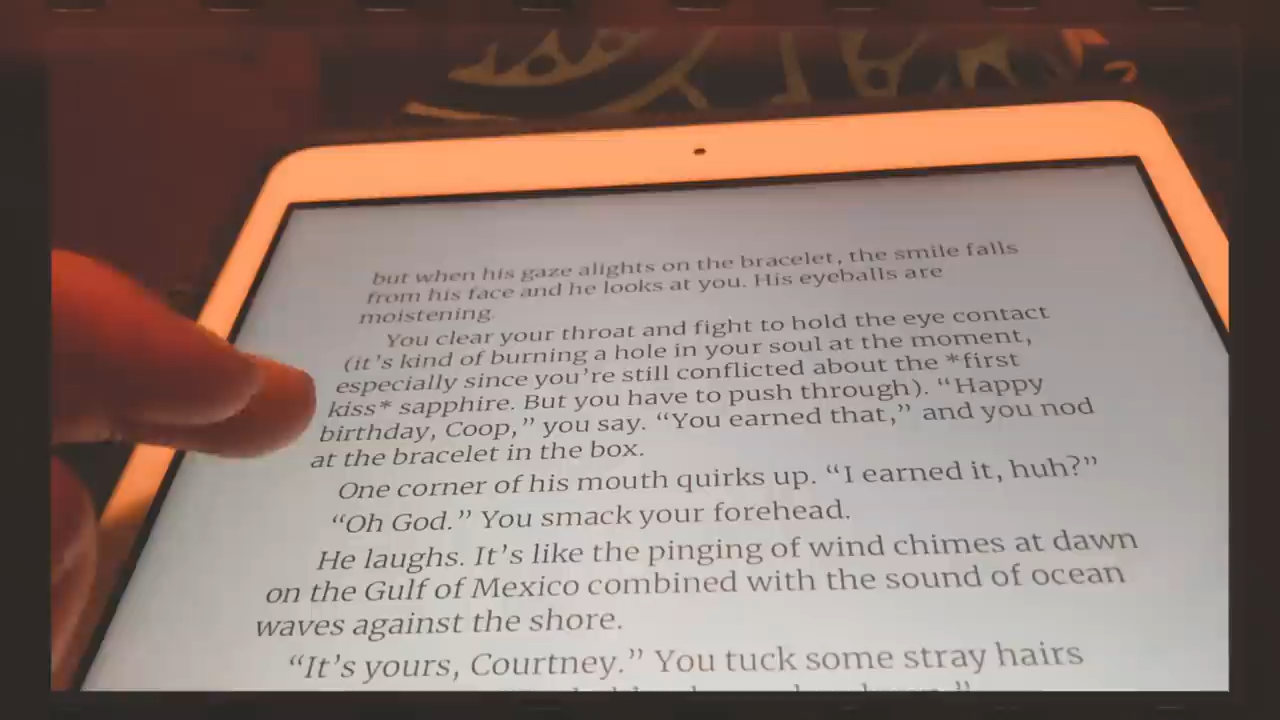 but when his gaze alights on the bracelet, the smile falls
from his face and he looks at you. His eyeballs are
moistening.
You clear your throat and fight to hold the eye contact
(it's kind of burning a hole in your soul at the moment,
especially since you're still conflicted about the *first
kiss* sapphire. But you have to push through). “Happy
birthday, Coop,” you say. “You earned that,” and you nod
at the bracelet in the box.
One corner of his mouth quirks up. “I earned it, huh?”
“Oh God.” You smack your forehead.
He laughs. It's like the pinging of wind chimes at dawn
on the Gulf of Mexico combined with the sound of ocean
waves against the shore.
“It's yours, Courtney.” You tuck some stray hairs